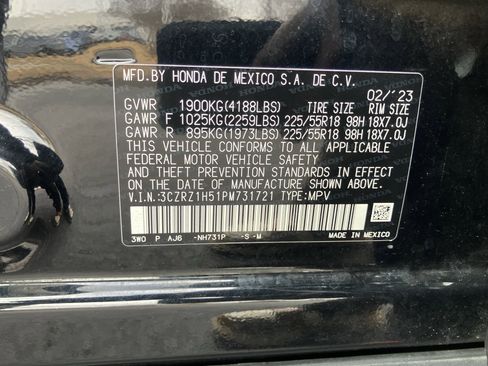 MFD. BY HONDA DE MEXICO S.A. DE C.V.
02/'23
GVWR 1900KG(4188LBS) TIRE SIZE RIM SIZE
GAWR F 1025KG(2259LBS) 225/55R18 98H 18X7.0J
GAWR R 895KG(1973LBS) 225/55R18 98H 18X7.0J
THIS VEHICLE CONFORMS TO ALL APPLICABLE
FEDERAL MOTOR VEHICLE SAFETY
AND THEFT PREVENTION STANDARDS IN EFFECT
ON THE DATE OF MANUFACTURE SHOWN ABOVE.
V.I.N:3CZRZ1H51PM731721 TYPE:MPV
3W0 P AJ6 -NH731P -S -M